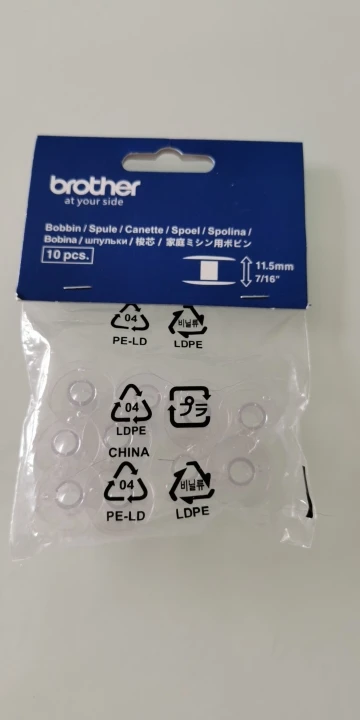 brother
at your side
Bobbin / Spule / Canette / Spoel / Spolina /
Bobina / шпульки / 梭芯 / 家庭ミシン用ボビン
10 pcs.
11.5mm
7/16"
04
비닐류
PE-LD
LDPE
04
プラ
LDPE
CHINA
04
비닐류
PE-LD
LDPE